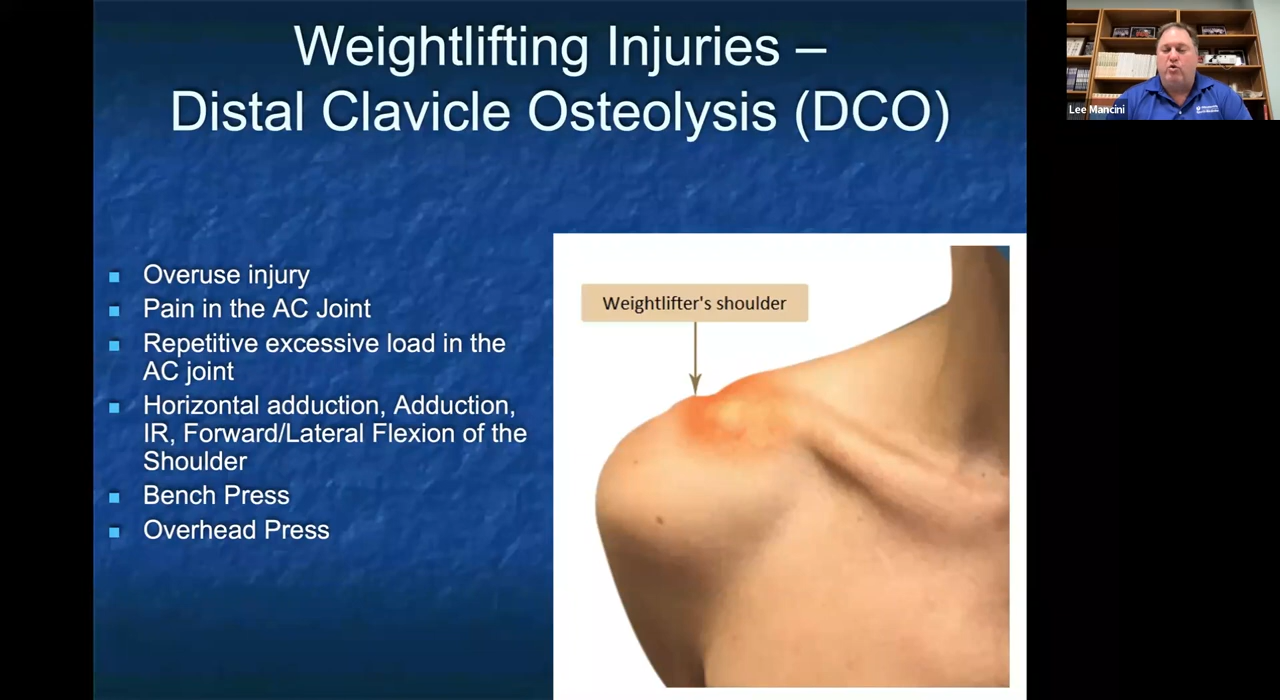 Weightlifting Injuries –
Distal Clavicle Osteolysis (DCO)
Lee Mancini
Overuse injury
Pain in the AC Joint
Repetitive excessive load in the
AC joint
Horizontal adduction, Adduction,
IR, Forward/Lateral Flexion of the
Shoulder
Bench Press
Overhead Press
Weightlifter's shoulder